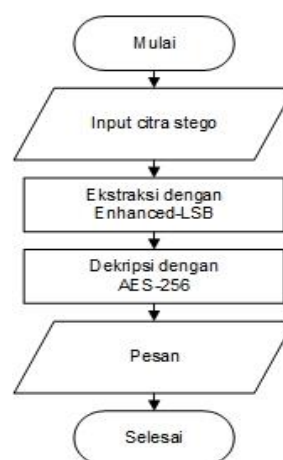 Mulai
Input citra stego
Ekstraksi dengan
Enhanced-LSB
Dekripsi dengan
AES-256
Pesan
Selesai